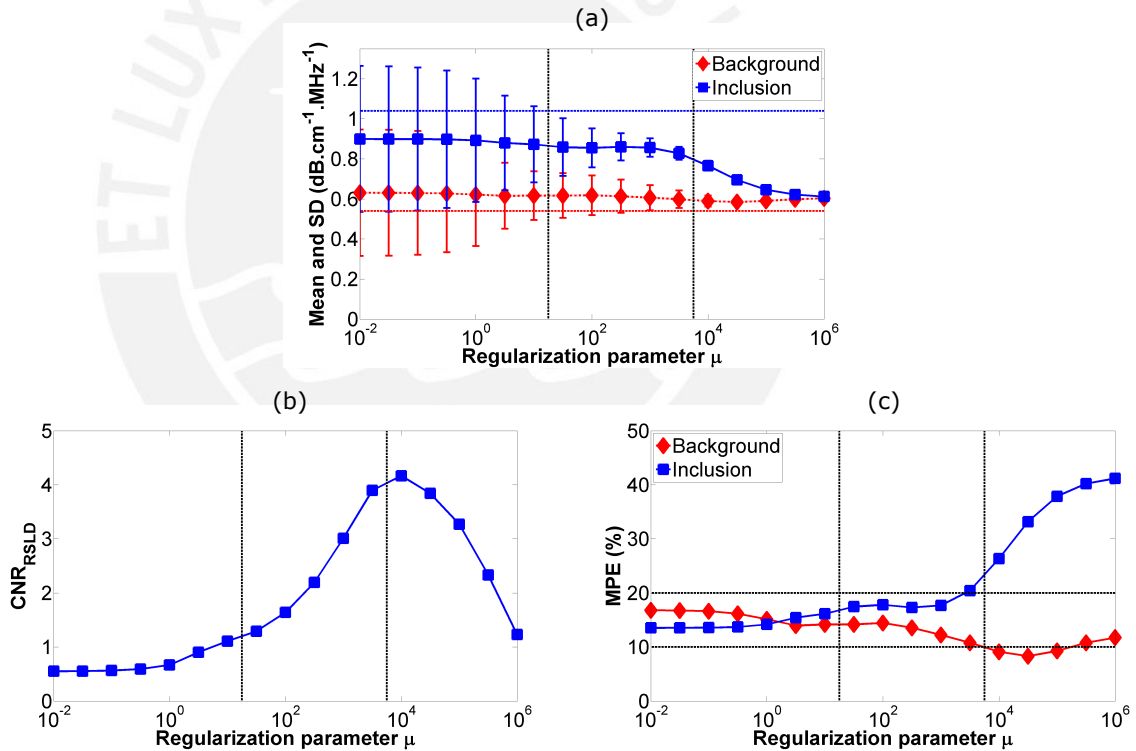 ET LUX
(a)
Mean and SD (dB.cm⁻¹.MHz⁻¹)
1.2
1
0.8
0.6
0.4
0.2
0
Background
Inclusion
10⁻² 10⁰ 10² 10⁴ 10⁶
Regularization parameter μ
(b)
CNR_RSLD
5
4
3
2
1
0
10⁻² 10⁰ 10² 10⁴ 10⁶
Regularization parameter μ
(c)
MPE (%)
50
40
30
20
10
0
Background
Inclusion
10⁻² 10⁰ 10² 10⁴ 10⁶
Regularization parameter μ